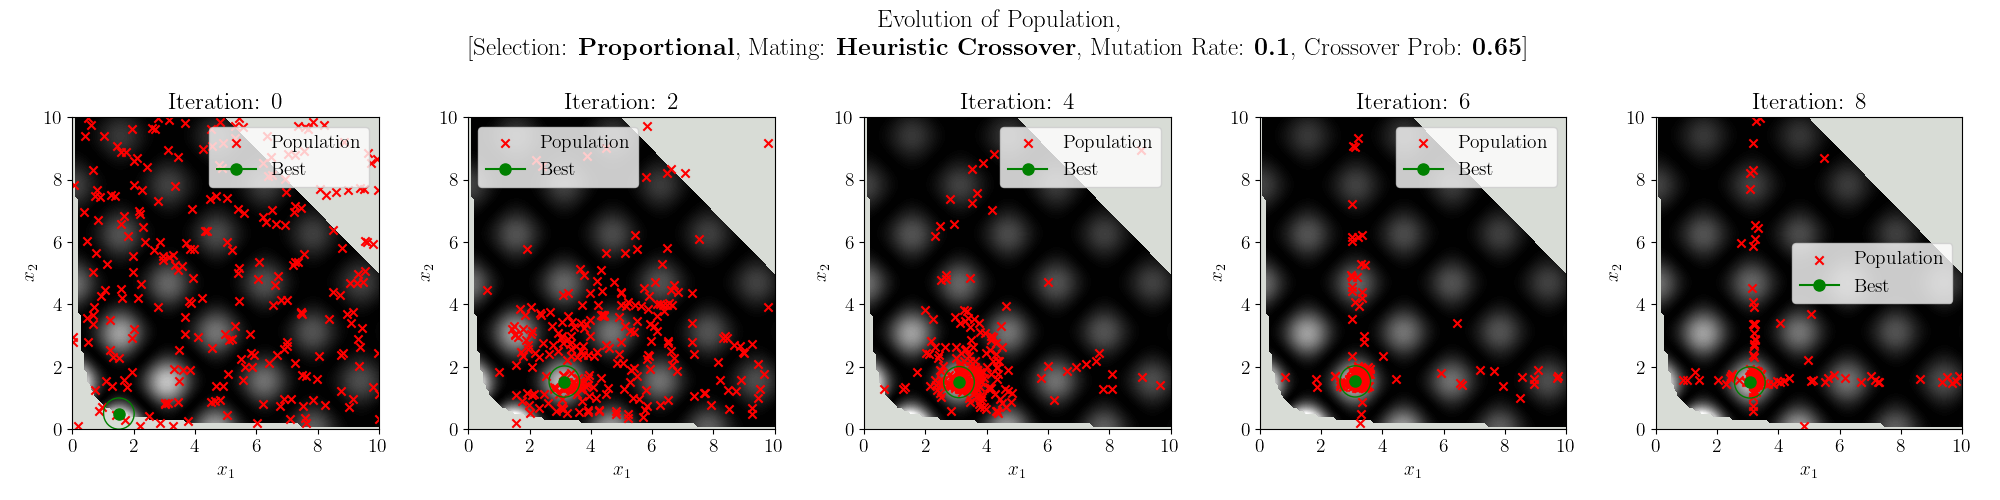 Evolution of Population,
[Selection: Proportional, Mating: Heuristic Crossover, Mutation Rate: 0.1, Crossover Prob: 0.65]
Iteration: 0
10
8
6
4
2
0
x2
0 2 4 6 8 10
x1
Population
Best
Iteration: 2
10
8
6
4
2
0
x2
0 2 4 6 8 10
x1
Population
Best
Iteration: 4
10
8
6
4
2
0
x2
0 2 4 6 8 10
x1
Population
Best
Iteration: 6
10
8
6
4
2
0
x2
0 2 4 6 8 10
x1
Population
Best
Iteration: 8
10
8
6
4
2
0
x2
0 2 4 6 8 10
x1
Population
Best